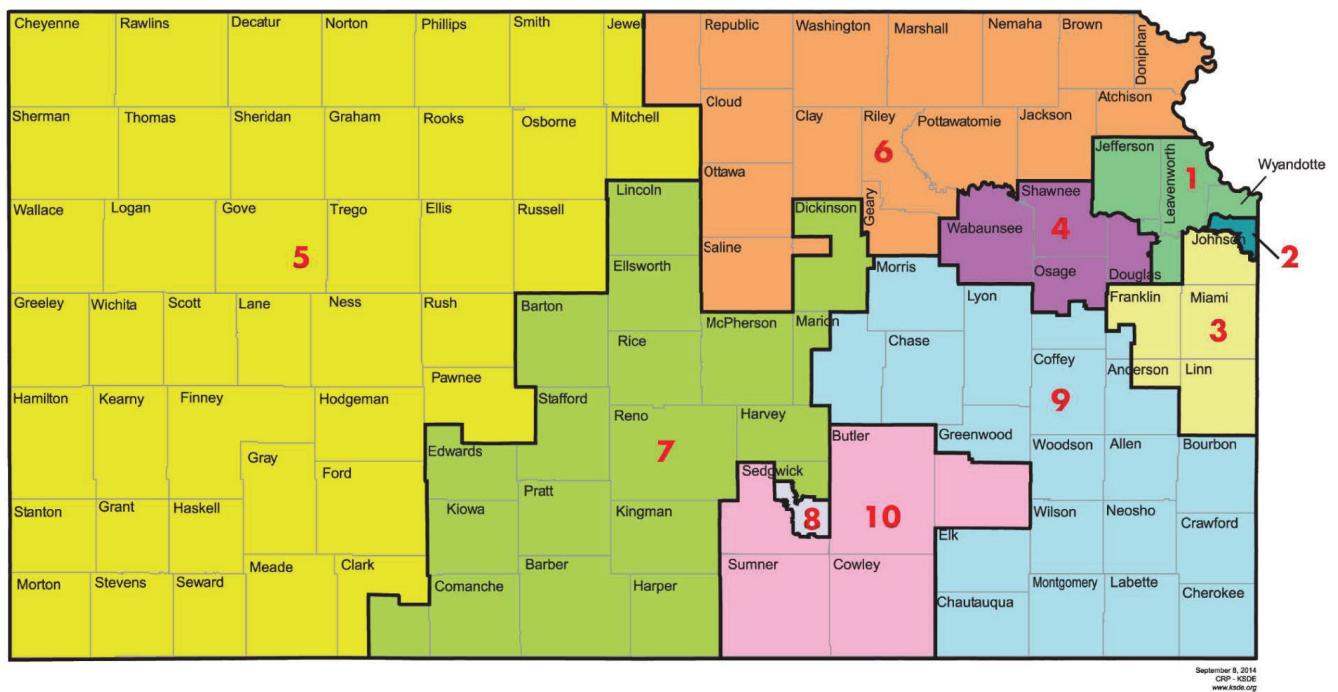 Cheyenne Rawlins Decatur Norton Phillips Smith Jewel Republic Washington Marshall Nemaha Brown Doniphan
Sherman Thomas Sheridan Graham Rooks Osborne Mitchell Cloud Clay Riley Pottawatomie Jackson Atchison
6
Jefferson Leavenworth 1 Wyandotte
Lincoln Ottawa Shawnee
Wallace Logan Gove Trego Ellis Russell Dickinson Geary Wabaunsee 4
5 Ellsworth Saline Morris Osage Douglas Johnson 2
Greeley Wichita Scott Lane Ness Rush Barton McPherson Marion Lyon Franklin Miami
Rice Chase Coffey Anderson Linn 3
Hamilton Kearny Finney Hodgeman Pawnee Stafford Reno Harvey 9
7 Butler Greenwood Woodson Allen Bourbon
Gray Ford Edwards Sedgwick
Stanton Grant Haskell Kiowa Pratt Kingman 8 10 Elk Wilson Neosho Crawford
Morton Stevens Seward Meade Clark Comanche Barber Harper Sumner Cowley Chautauqua Montgomery Labette Cherokee
September 8, 2014
CRP - KSDE
www.ksde.org